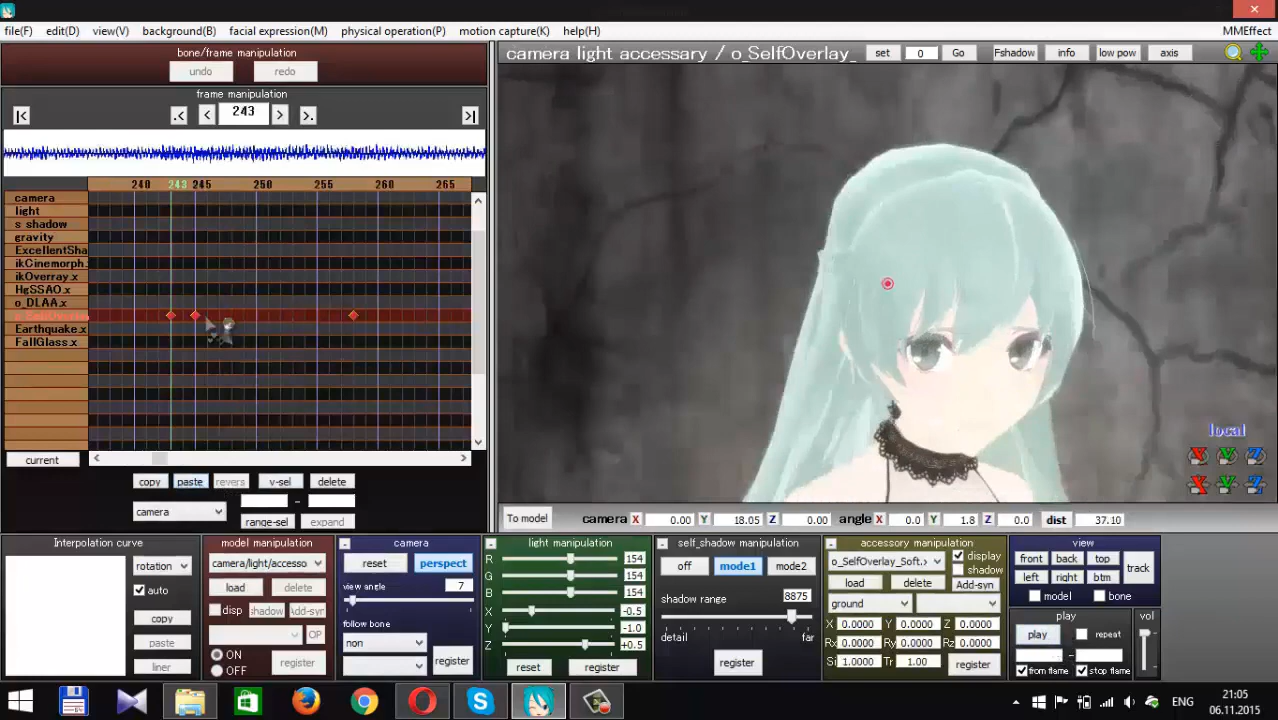 file(F) edit(D) view(V) background(B) facial expression(M) physical operation(P) motion capture(K) help(H) MMEffect
bone/frame manipulation
undo redo
frame manipulation
243
240 243 245 250 255 260 265
camera
light
s shadow
gravity
ExcellentSha
ikCinemorph.
ikOverray.x
HgSSAO.x
o_DLAA.x
Earthquake.x
FallGlass.x
current
copy paste revers v-sel delete
camera -
range-sel expand
camera light accessary / o_SelfOverlay_ set 0 Go Fshadow info low pow axis
local
X Y Z
X Y Z
To model camera X 0.00 Y 18.05 Z 0.00 angle X 0.0 Y 1.8 Z 0.0 dist 37.10
Interpolation curve
rotation
auto
copy
paste
liner
model manipulation
camera/light/accesso
load delete
disp shadow Add-syn
OP
ON
OFF
register
camera
reset perspect
view angle 7
follow bone
non
register
light manipulation
R 154
G 154
B 154
X -0.5
Y -1.0
Z +0.5
reset register
self_shadow manipulation
off mode1 mode2
shadow range 8875
detail far
register
accessory manipulation
o_SelfOverlay_Soft.x display
shadow
load delete Add-syn
ground
X 0.0000 Y 0.0000 Z 0.0000
Rx 0.0000 Ry 0.0000 Rz 0.0000
Si 1.0000 Tr 1.00 register
view
front back top
left right btm
track
model bone
play
play repeat
-
from flame stop flame
vol
ENG
21:05
06.11.2015